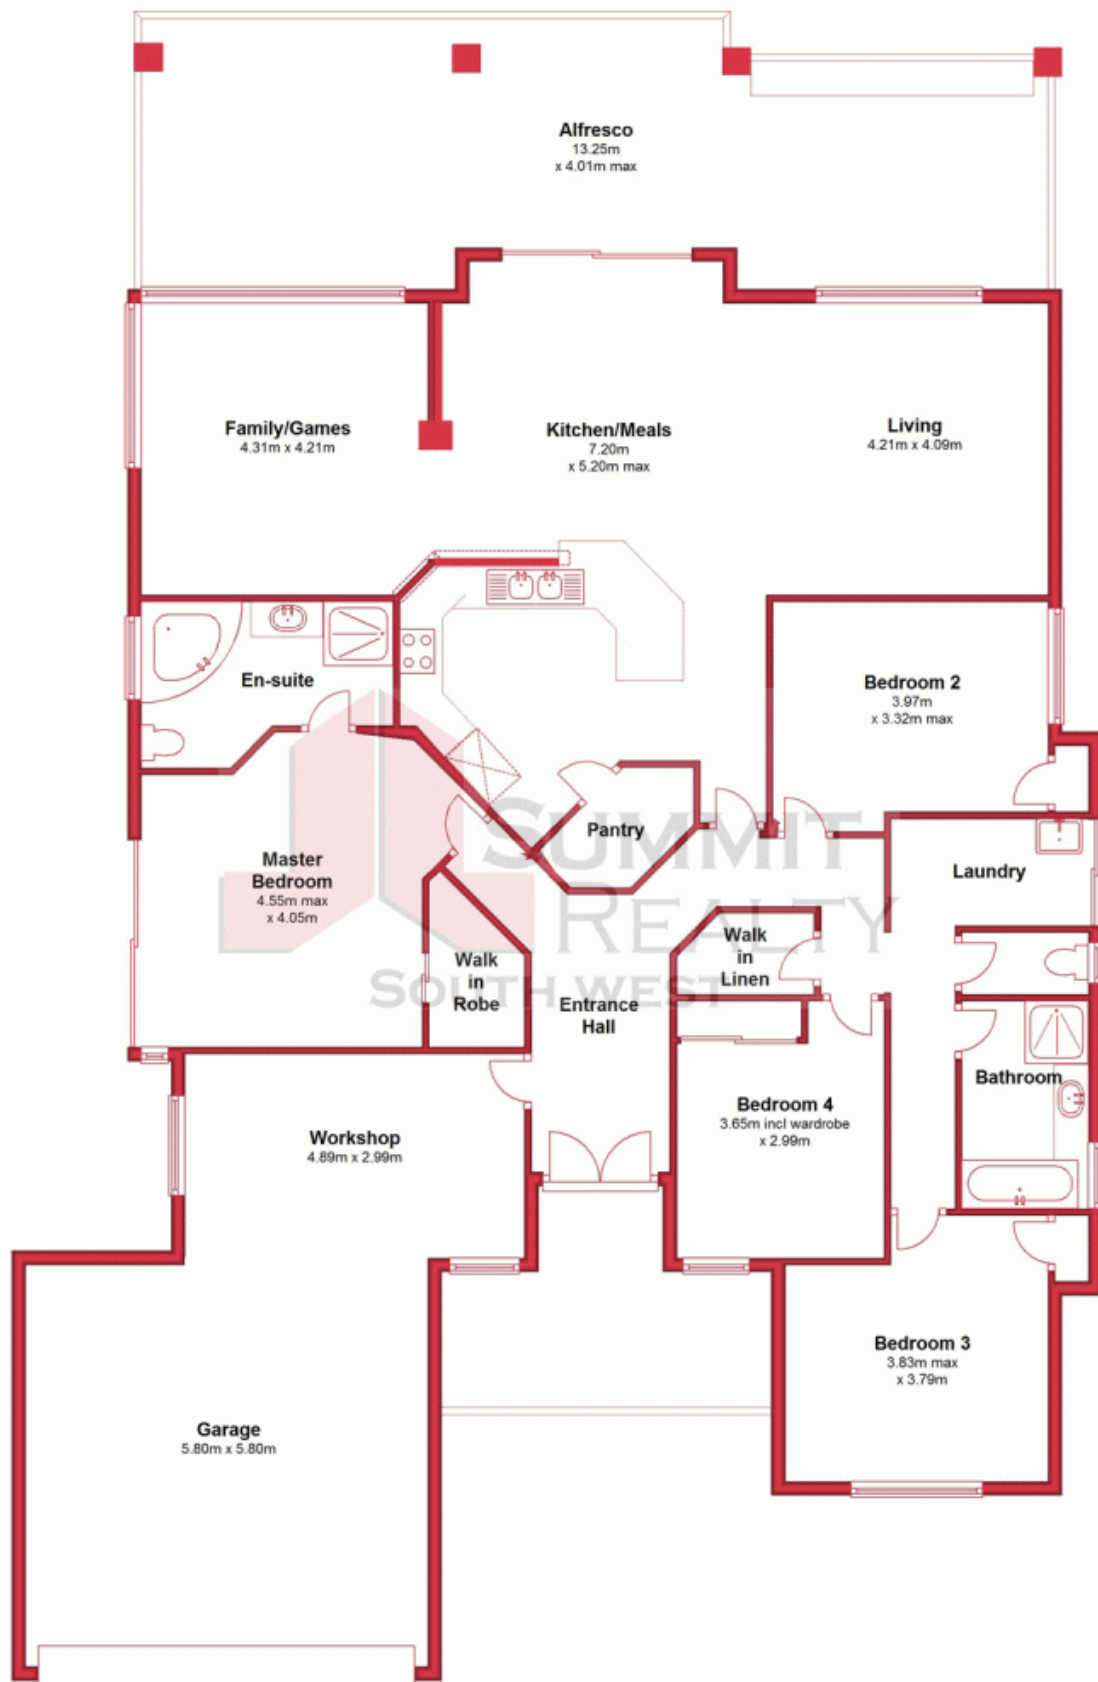 Alfresco
13.25m
x 4.01m max
Family/Games
4.31m x 4.21m
Kitchen/Meals
7.20m
x 5.20m max
Living
4.21m x 4.09m
En-suite
Bedroom 2
3.97m
x 3.32m max
Pantry
SUMMIT
REALTY
SOUTH WEST
Master
Bedroom
4.55m max
x 4.05m
Laundry
Walk
in
Robe
Walk
in
Linen
Entrance
Hall
Bathroom
Bedroom 4
3.65m incl wardrobe
x 2.99m
Workshop
4.89m x 2.99m
Bedroom 3
3.83m max
x 3.79m
Garage
5.80m x 5.80m